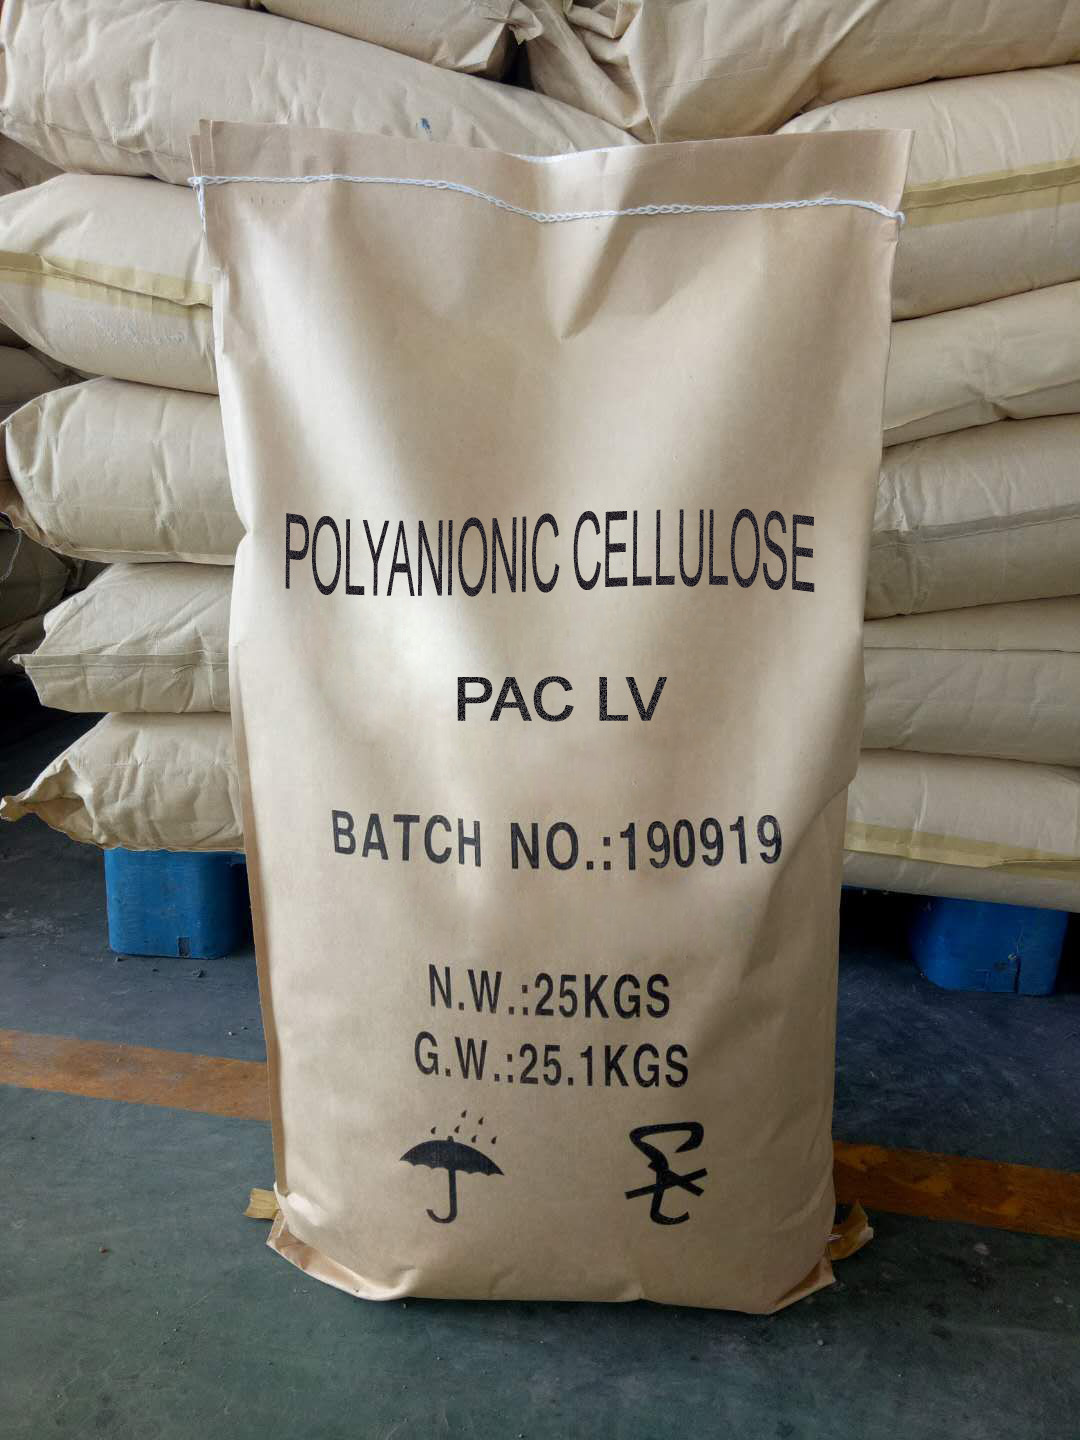 POLYANIONIC CELLULOSE
PAC LV
BATCH NO.:190919
N.W.:25KGS
G.W.:25.1KGS